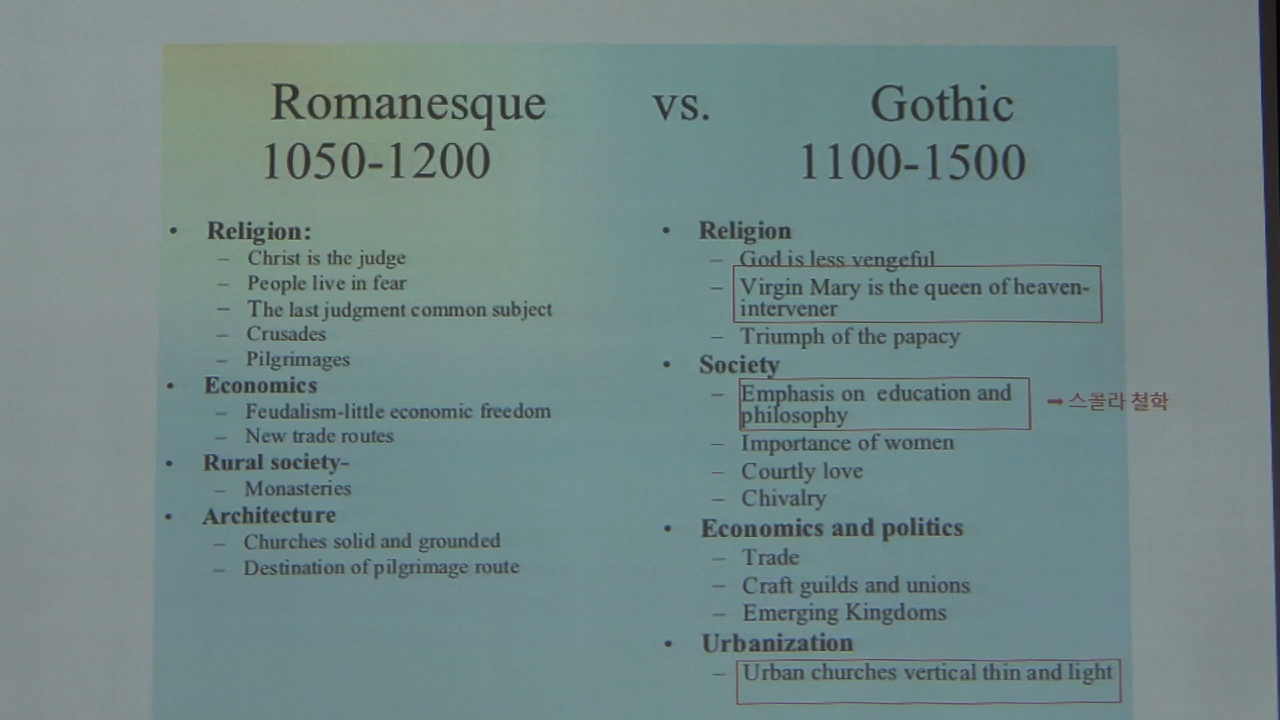 Romanesque vs. Gothic
1050-1200 1100-1500
• Religion:
– Christ is the judge
– People live in fear
– The last judgment common subject
– Crusades
– Pilgrimages
• Economics
– Feudalism-little economic freedom
– New trade routes
• Rural society-
– Monasteries
• Architecture
– Churches solid and grounded
– Destination of pilgrimage route
• Religion
– God is less vengeful
– Virgin Mary is the queen of heaven-
intervener
– Triumph of the papacy
• Society
– Emphasis on education and
philosophy
➡ 스콜라 철학
– Importance of women
– Courtly love
– Chivalry
• Economics and politics
– Trade
– Craft guilds and unions
– Emerging Kingdoms
• Urbanization
– Urban churches vertical thin and light